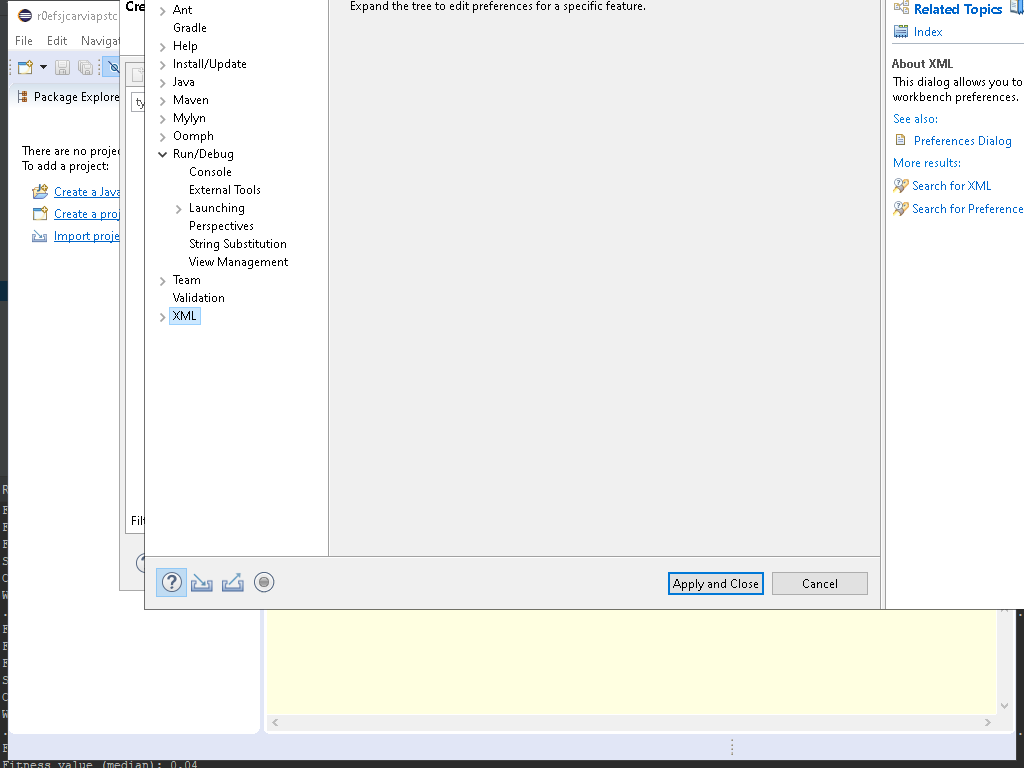 r0efsjcarviapstc
File Edit Navigat
Package Explore
There are no projec
To add a project:
Create a Java
Create a proj
Import proje
Cre
ty
Filt
Ant
Gradle
Help
Install/Update
Java
Maven
Mylyn
Oomph
Run/Debug
Console
External Tools
Launching
Perspectives
String Substitution
View Management
Team
Validation
XML
Expand the tree to edit preferences for a specific feature.
Apply and Close
Cancel
Related Topics
Index
About XML
This dialog allows you to
workbench preferences.
See also:
Preferences Dialog
More results:
Search for XML
Search for Preference
Fitness value (median): 0.04